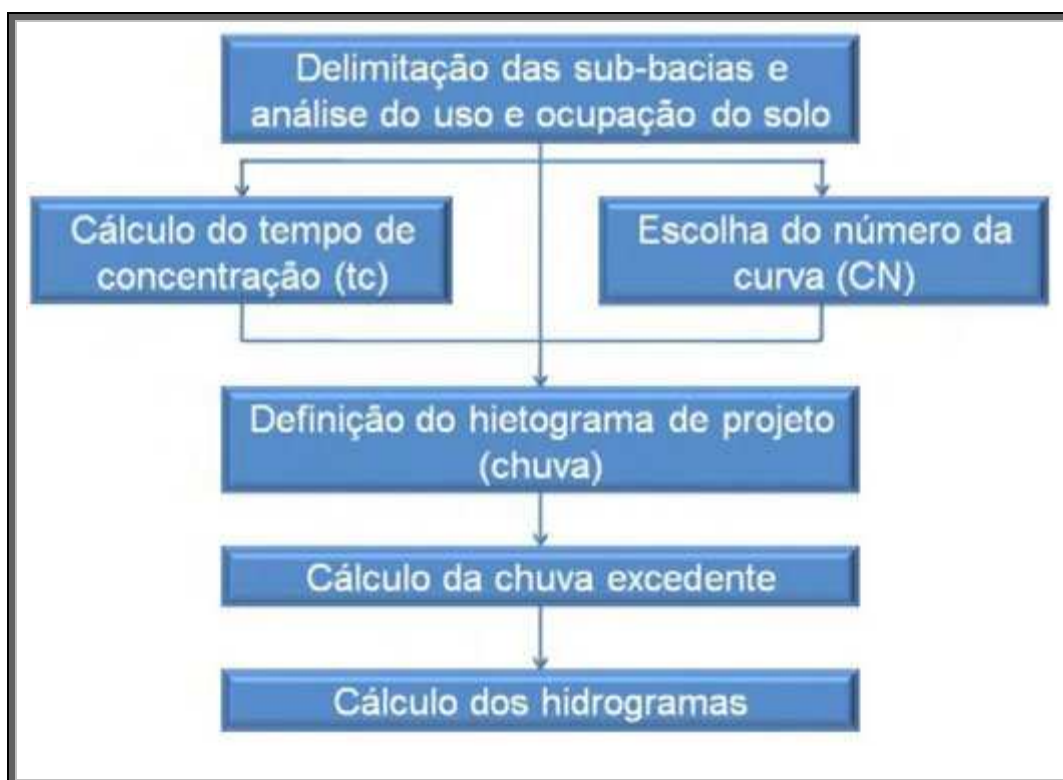 Delimitação das sub-bacias e
análise do uso e ocupação do solo
Cálculo do tempo de
concentração (tc)
Escolha do número da
curva (CN)
Definição do hietograma de projeto
(chuva)
Cálculo da chuva excedente
Cálculo dos hidrogramas